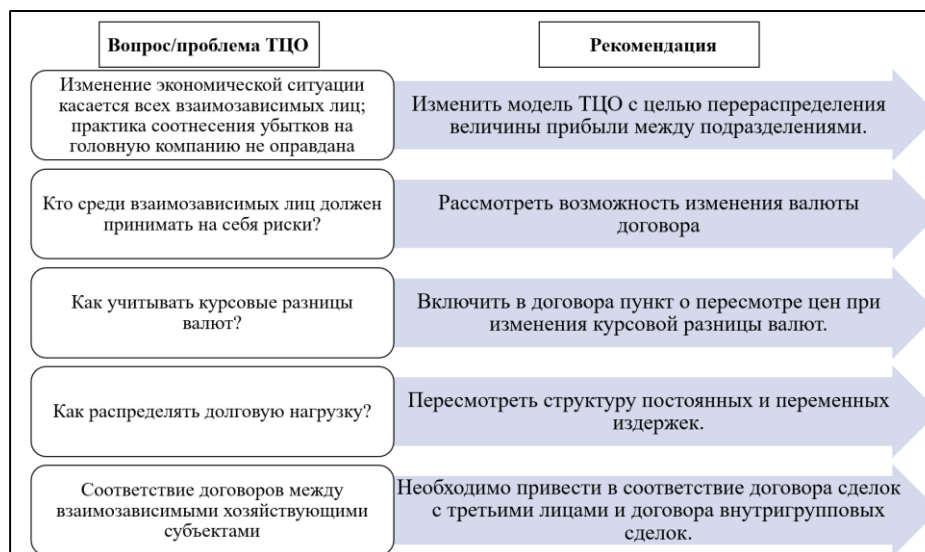 Вопрос/проблема ТЦО
Рекомендация
Изменение экономической ситуации
касается всех взаимозависимых лиц;
практика соотнесения убытков на
головную компанию не оправдана
Изменить модель ТЦО с целью перераспределения
величины прибыли между подразделениями.
Кто среди взаимозависимых лиц должен
принимать на себя риски?
Рассмотреть возможность изменения валюты
договора
Как учитывать курсовые разницы
валют?
Включить в договора пункт о пересмотре цен при
изменения курсовой разницы валют.
Как распределять долговую нагрузку?
Пересмотреть структуру постоянных и переменных
издержек.
Соответствие договоров между
взаимозависимыми хозяйствующими
субъектами
Необходимо привести в соответствие договора сделок
с третьими лицами и договора внутригрупповых
сделок.